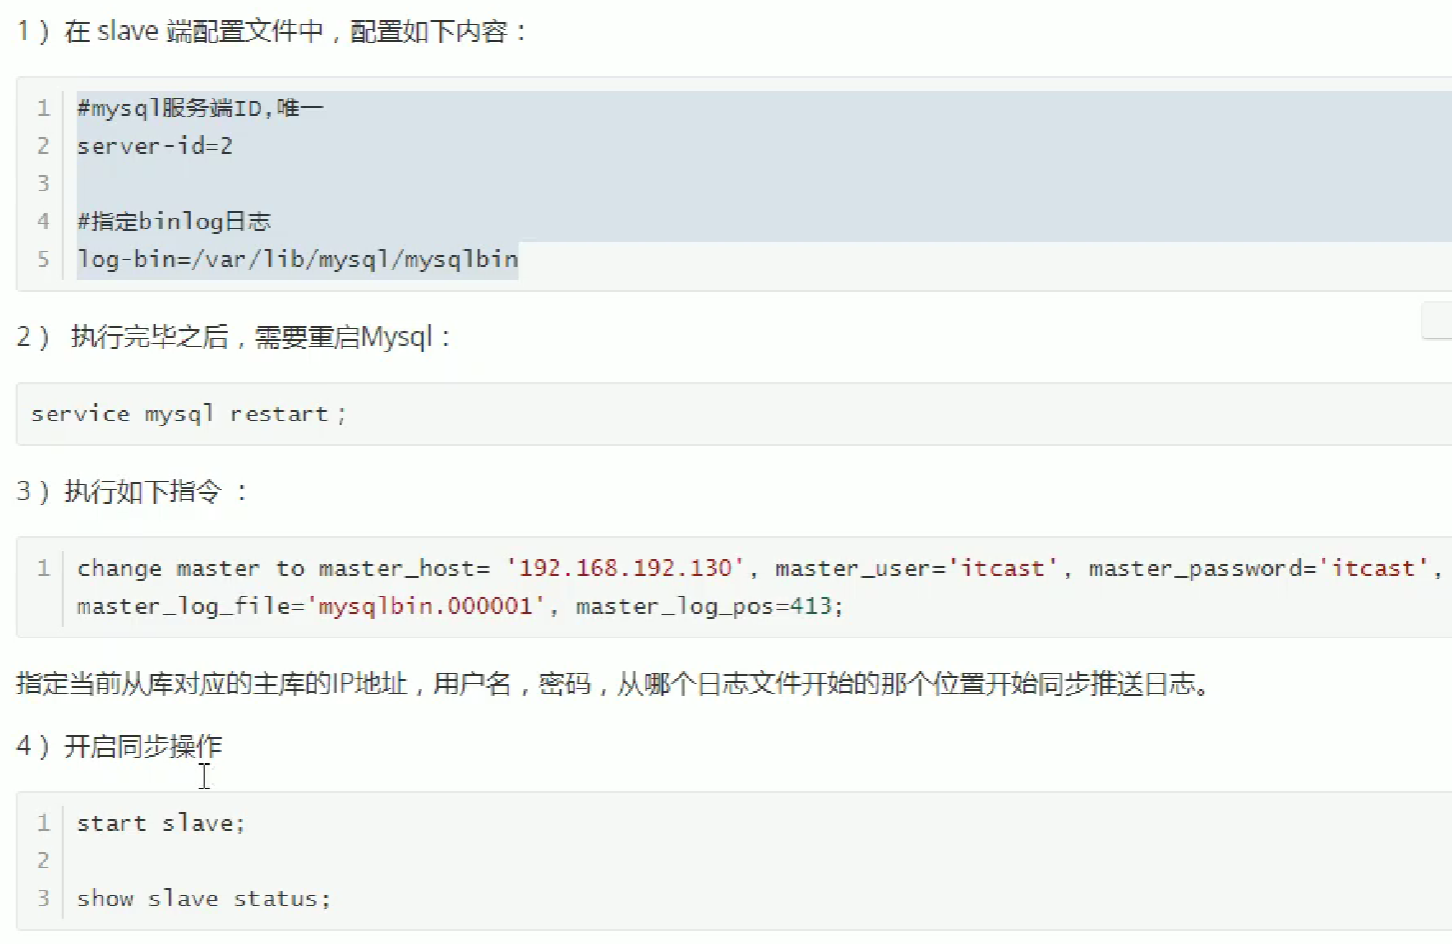 1）在 slave 端配置文件中，配置如下内容：
1 #mysql服务端ID,唯一
2 server-id=2
3
4 #指定binlog日志
5 log-bin=/var/lib/mysql/mysqlbin
2） 执行完毕之后，需要重启Mysql：
service mysql restart；
3）执行如下指令 ：
1 change master to master_host= '192.168.192.130', master_user='itcast', master_password='itcast',
master_log_file='mysqlbin.000001', master_log_pos=413;
指定当前从库对应的主库的IP地址，用户名，密码，从哪个日志文件开始的那个位置开始同步推送日志。
4）开启同步操作
1 start slave;
2
3 show slave status;